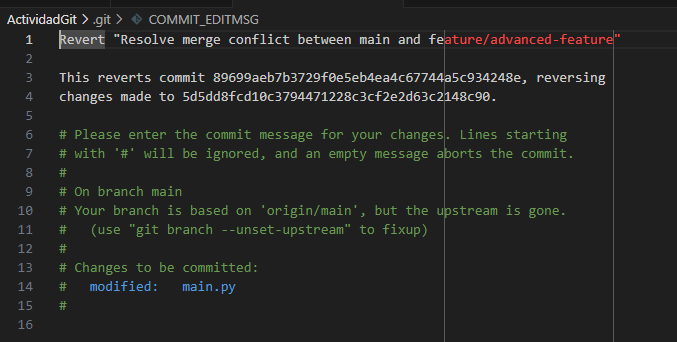 ActividadGit > .git > COMMIT_EDITMSG
1 Revert "Resolve merge conflict between main and feature/advanced-feature"
2
3 This reverts commit 89699aeb7b3729f0e5eb4ea4c67744a5c934248e, reversing
4 changes made to 5d5dd8fcd10c3794471228c3cf2e2d63c2148c90.
5
6 # Please enter the commit message for your changes. Lines starting
7 # with '#' will be ignored, and an empty message aborts the commit.
8 #
9 # On branch main
10 # Your branch is based on 'origin/main', but the upstream is gone.
11 #   (use "git branch --unset-upstream" to fixup)
12 #
13 # Changes to be committed:
14 #   modified:   main.py
15 #
16